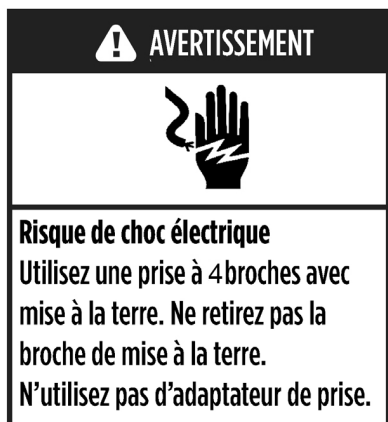 AVERTISSEMENT
Risque de choc électrique
Utilisez une prise à 4broches avec
mise à la terre. Ne retirez pas la
broche de mise à la terre.
N'utilisez pas d'adaptateur de prise.